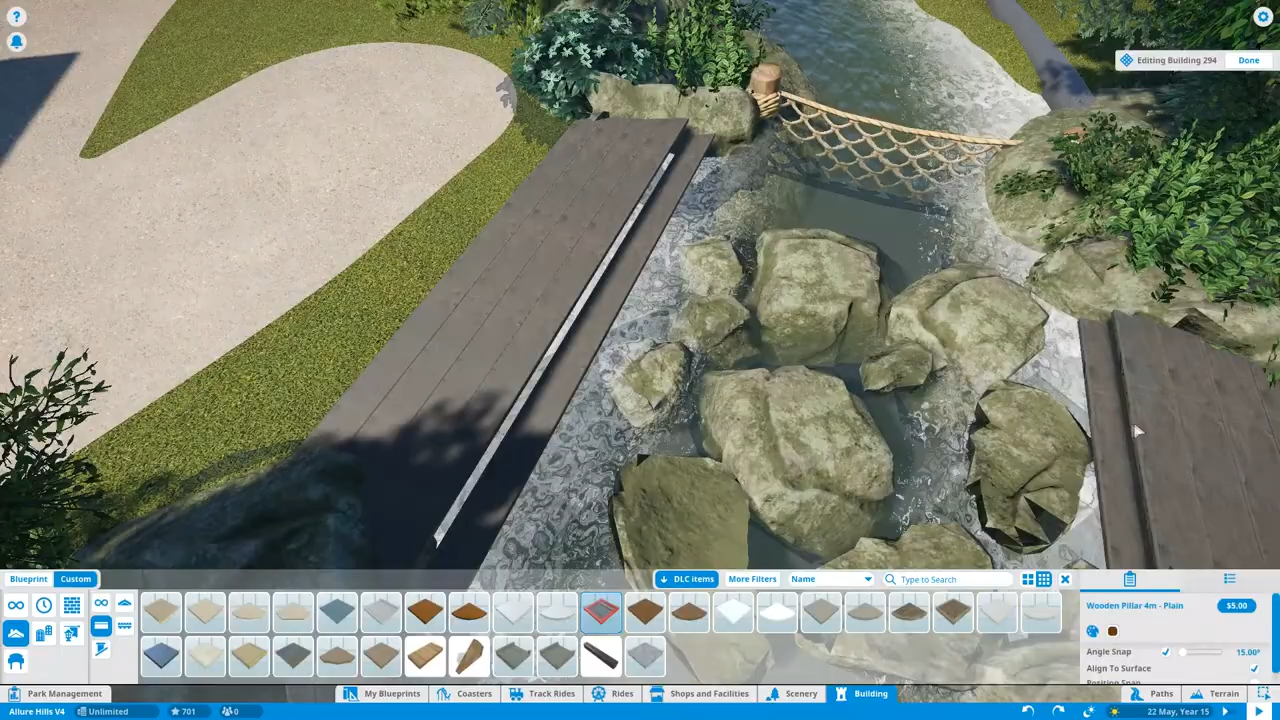 ?
Editing Building 294 Done
Blueprint Custom DLC items More Filters Name Type to Search
Wooden Pillar 4m - Plain $5.00
Angle Snap 15.00°
Align To Surface
Position Snap
Park Management My Blueprints Coasters Track Rides Rides Shops and Facilities Scenery Building Paths Terrain
Allure Hills V4 Unlimited 701 0 22 May, Year 15